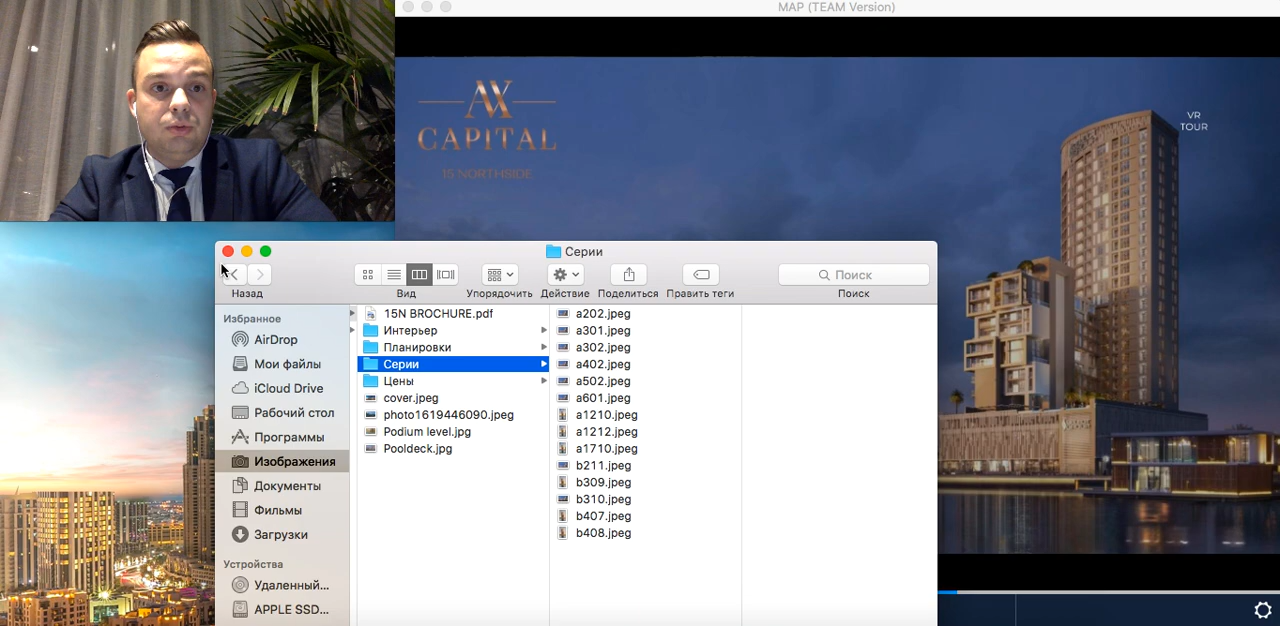 MAP (TEAM Version)
AX
CAPITAL
15 NORTHSIDE
VR
TOUR
Серии
Поиск
Назад
Вид
Упорядочить
Действие
Поделиться
Править теги
Поиск
Избранное
AirDrop
Мои файлы
iCloud Drive
Рабочий стол
Программы
Изображения
Документы
Фильмы
Загрузки
Устройства
Удаленный...
APPLE SSD...
15N BROCHURE.pdf
Интерьер
Планировки
Серии
Цены
cover.jpeg
photo1619446090.jpeg
Podium level.jpg
Pooldeck.jpg
a202.jpeg
a301.jpeg
a302.jpeg
a402.jpeg
a502.jpeg
a601.jpeg
a1210.jpeg
a1212.jpeg
a1710.jpeg
b211.jpeg
b309.jpeg
b310.jpeg
b407.jpeg
b408.jpeg